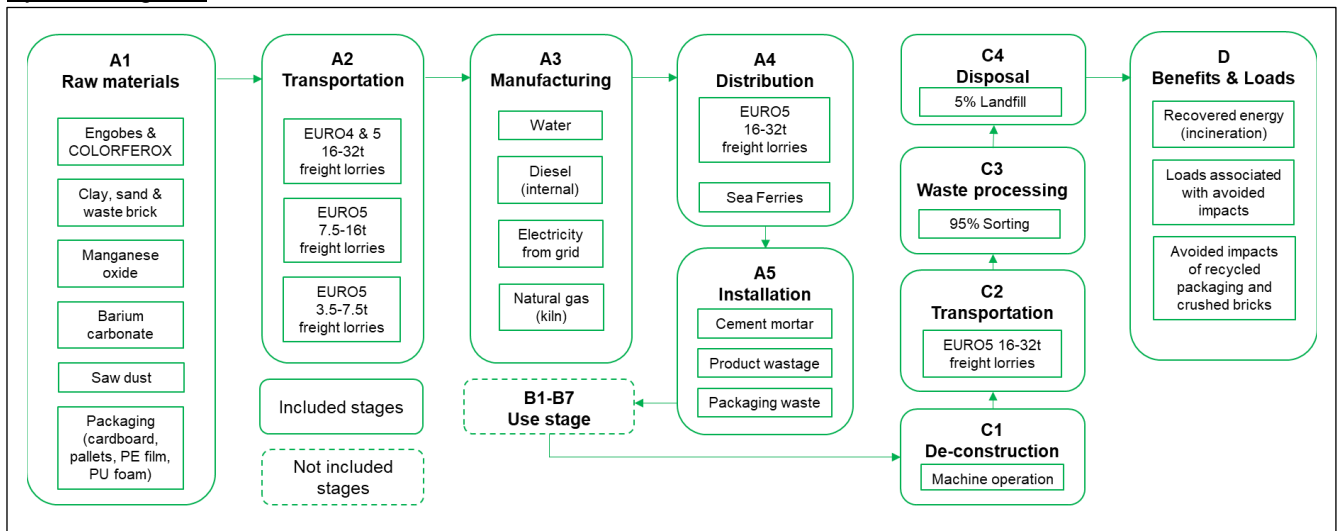 A1
Raw materials
Engobes &
COLORFEROX
Clay, sand &
waste brick
Manganese
oxide
Barium
carbonate
Saw dust
Packaging
(cardboard,
pallets, PE film,
PU foam)
A2
Transportation
EURO4 & 5
16-32t
freight lorries
EURO5
7.5-16t
freight lorries
EURO5
3.5-7.5t
freight lorries
Included stages
Not included
stages
A3
Manufacturing
Water
Diesel
(internal)
Electricity
from grid
Natural gas
(kiln)
B1-B7
Use stage
A4
Distribution
EURO5
16-32t
freight lorries
Sea Ferries
A5
Installation
Cement mortar
Product wastage
Packaging waste
C4
Disposal
5% Landfill
C3
Waste processing
95% Sorting
C2
Transportation
EURO5 16-32t
freight lorries
C1
De-construction
Machine operation
D
Benefits & Loads
Recovered energy
(incineration)
Loads associated
with avoided
impacts
Avoided impacts
of recycled
packaging and
crushed bricks